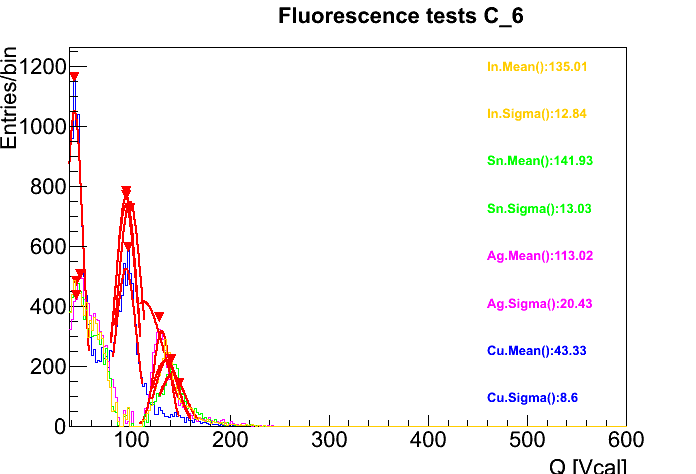 Fluorescence tests C_6
Entries/bin
1200
1000
800
600
400
200
0
In.Mean():135.01
In.Sigma():12.84
Sn.Mean():141.93
Sn.Sigma():13.03
Ag.Mean():113.02
Ag.Sigma():20.43
Cu.Mean():43.33
Cu.Sigma():8.6
100 200 300 400 500 600
Q [Vcal]